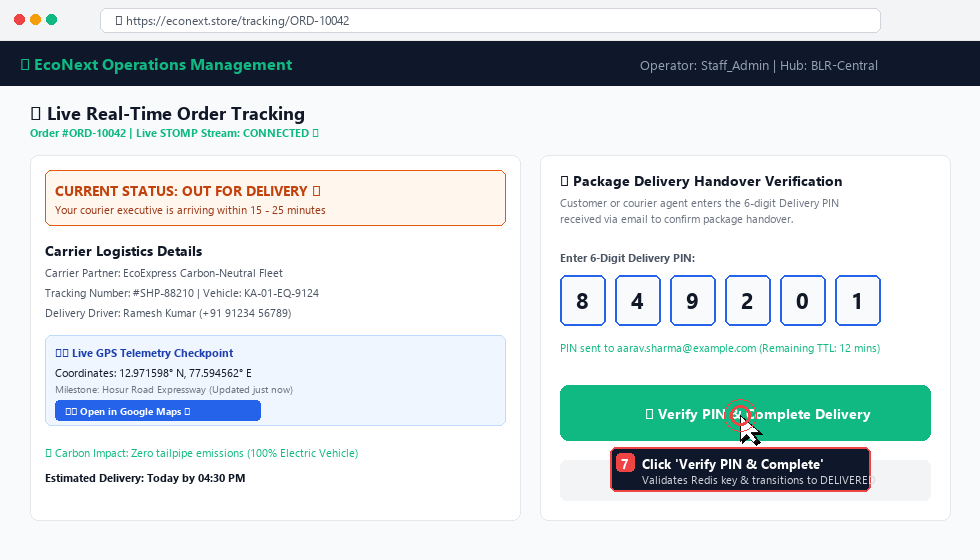 https://econext.store/tracking/ORD-10042
EcoNext Operations Management
Operator: Staff_Admin | Hub: BLR-Central
Live Real-Time Order Tracking
Order #ORD-10042 | Live STOMP Stream: CONNECTED
CURRENT STATUS: OUT FOR DELIVERY
Your courier executive is arriving within 15 - 25 minutes
Carrier Logistics Details
Carrier Partner: EcoExpress Carbon-Neutral Fleet
Tracking Number: #SHP-88210 | Vehicle: KA-01-EQ-9124
Delivery Driver: Ramesh Kumar (+91 91234 56789)
Live GPS Telemetry Checkpoint
Coordinates: 12.971598° N, 77.594562° E
Milestone: Hosur Road Expressway (Updated just now)
Open in Google Maps
Carbon Impact: Zero tailpipe emissions (100% Electric Vehicle)
Estimated Delivery: Today by 04:30 PM
Package Delivery Handover Verification
Customer or courier agent enters the 6-digit Delivery PIN
received via email to confirm package handover.
Enter 6-Digit Delivery PIN:
8 4 9 2 0 1
PIN sent to aarav.sharma@example.com (Remaining TTL: 12 mins)
Verify PIN & Complete Delivery
7 Click 'Verify PIN & Complete'
Validates Redis key & transitions to DELIVERED